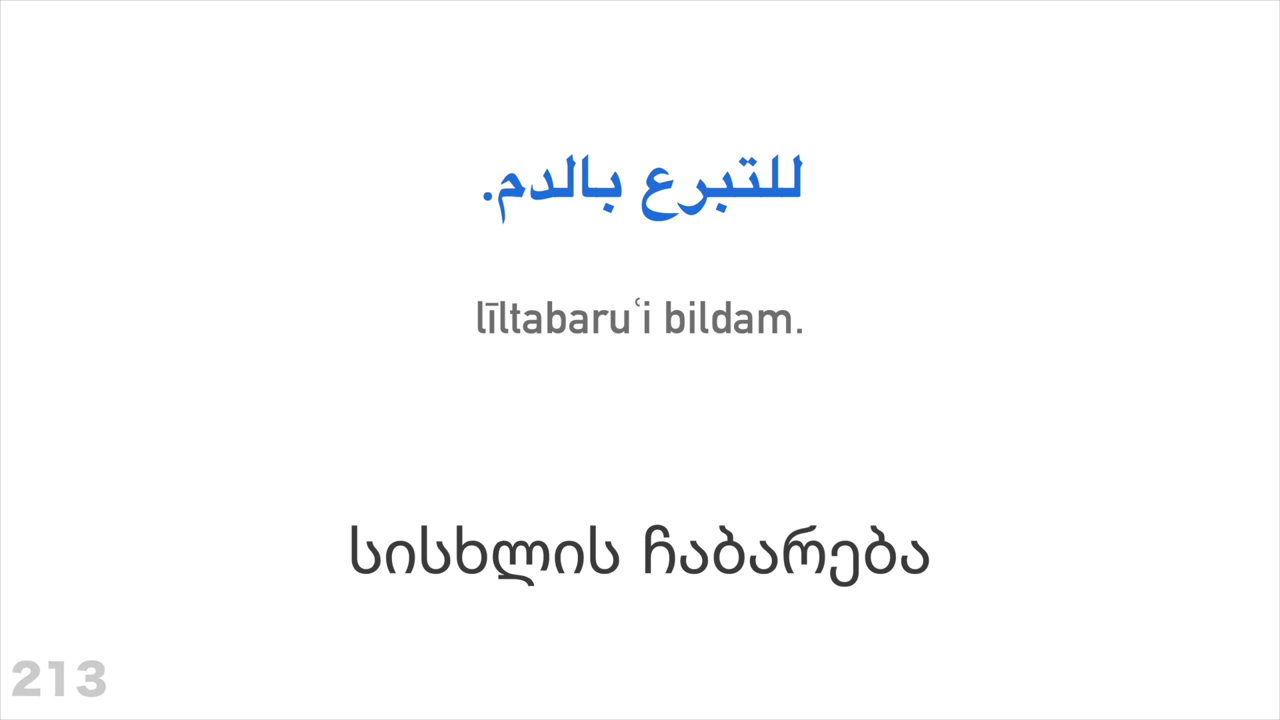 للتبرع بالدم.
līltabaruʿi bildam.
სისხლის ჩაბარება
213